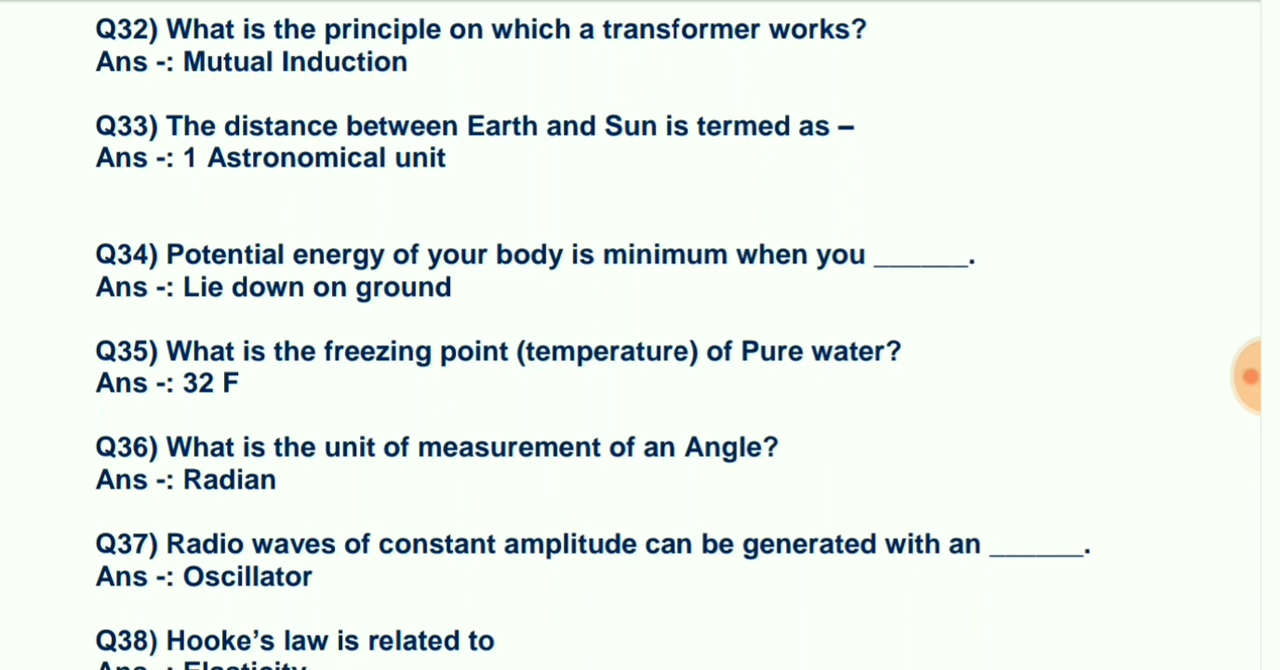 Q32) What is the principle on which a transformer works?
Ans -: Mutual Induction
Q33) The distance between Earth and Sun is termed as –
Ans -: 1 Astronomical unit
Q34) Potential energy of your body is minimum when you ______.
Ans -: Lie down on ground
Q35) What is the freezing point (temperature) of Pure water?
Ans -: 32 F
Q36) What is the unit of measurement of an Angle?
Ans -: Radian
Q37) Radio waves of constant amplitude can be generated with an ______.
Ans -: Oscillator
Q38) Hooke’s law is related to
Ans -: Elasticity